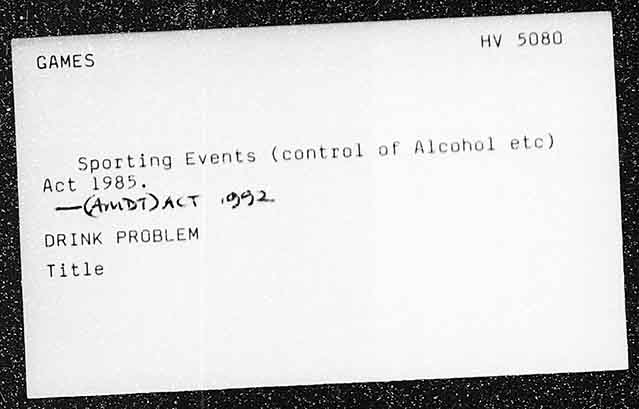 HV 5080
GAMES
Sporting Events (control of Alcohol etc)
Act 1985.
—(AMDT) ACT 1992
DRINK PROBLEM
Title